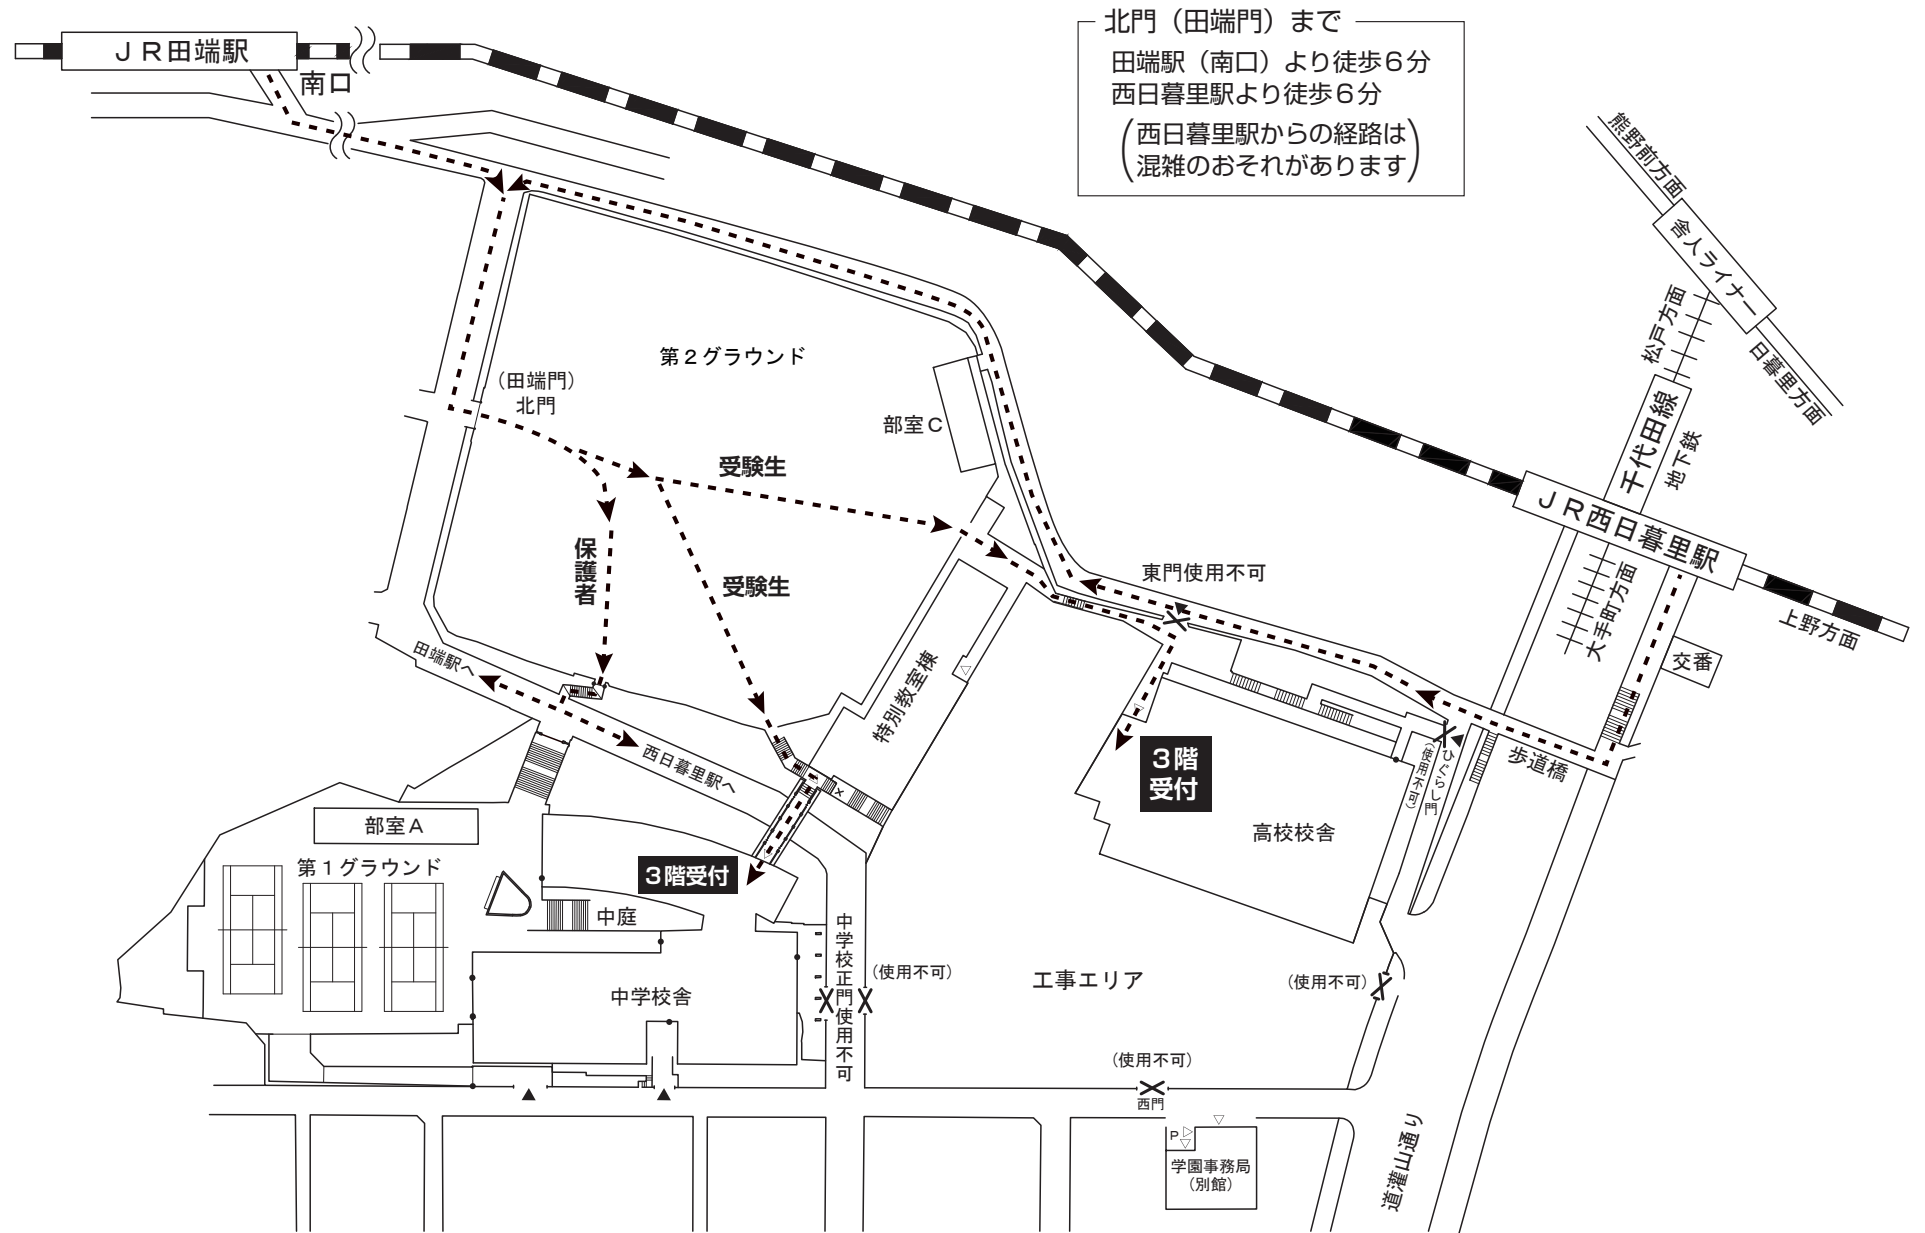 北門（田端門）まで
田端駅（南口）より徒歩６分
西日暮里駅より徒歩６分
（西日暮里駅からの経路は
混雑のおそれがあります）
ＪＲ田端駅
南口
熊野前方面
舎人ライナー
日暮里方面
松戸方面
千代田線
地下鉄
ＪＲ西日暮里駅
大手町方面
上野方面
交番
第２グラウンド
（田端門）
北門
部室Ｃ
受験生
保護者
受験生
東門使用不可
田端駅へ
西日暮里駅へ
特別教室棟
×
３階
受付
高校校舎
ひぐらし門
（使用不可）
歩道橋
部室Ａ
第１グラウンド
３階受付
中庭
中学校舎
中学校正門使用不可
（使用不可）
工事エリア
（使用不可）
（使用不可）
西門
Ｐ
学園事務局
（別館）
道灌山通り